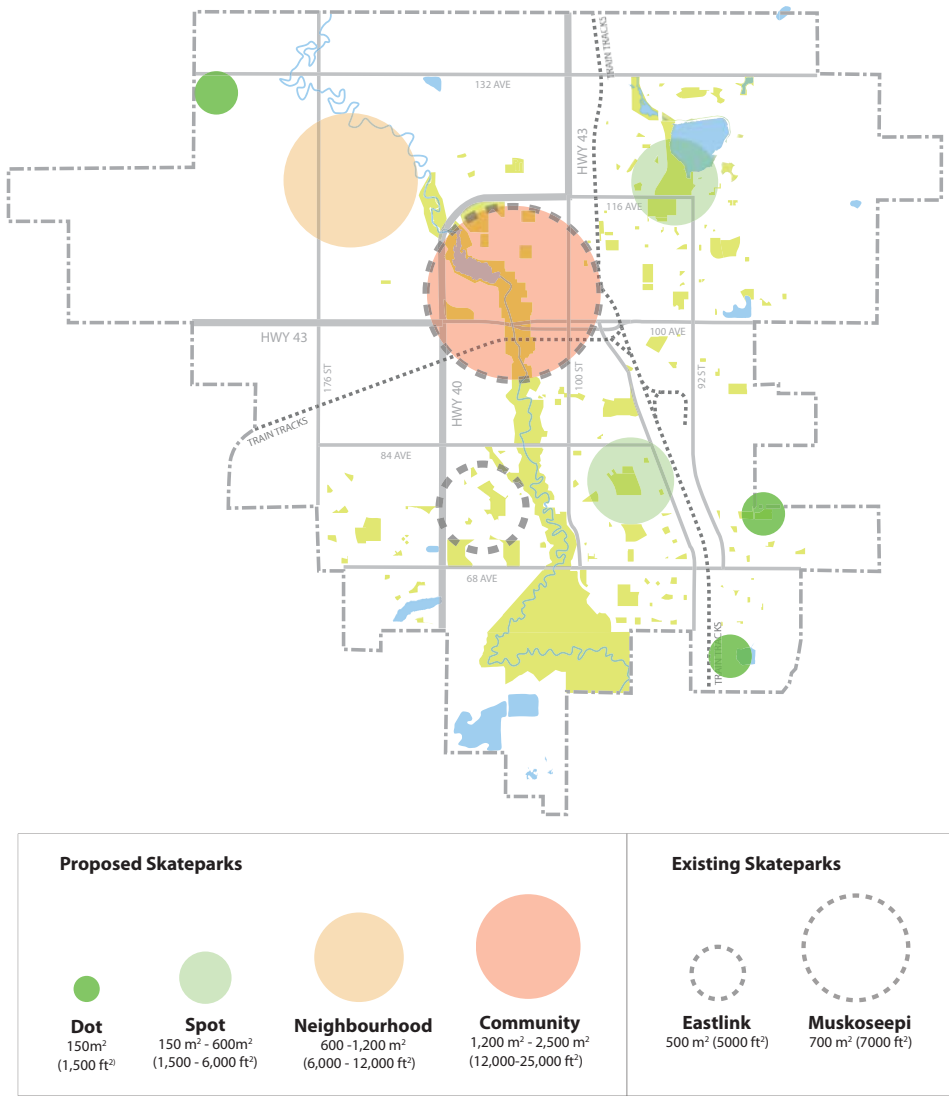 TRAIN TRACKS
132 AVE
HWY 43
116 AVE
HWY 43
100 AVE
176 ST
HWY 40
100 ST
92 ST
TRAIN TRACKS
84 AVE
68 AVE
TRAIN TRACKS
Proposed Skateparks
Dot
150m²
(1,500 ft²)
Spot
150 m² - 600m²
(1,500 - 6,000 ft²)
Neighbourhood
600 -1,200 m²
(6,000 - 12,000 ft²)
Community
1,200 m² - 2,500 m²
(12,000-25,000 ft²)
Existing Skateparks
Eastlink
500 m² (5000 ft²)
Muskoseepi
700 m² (7000 ft²)